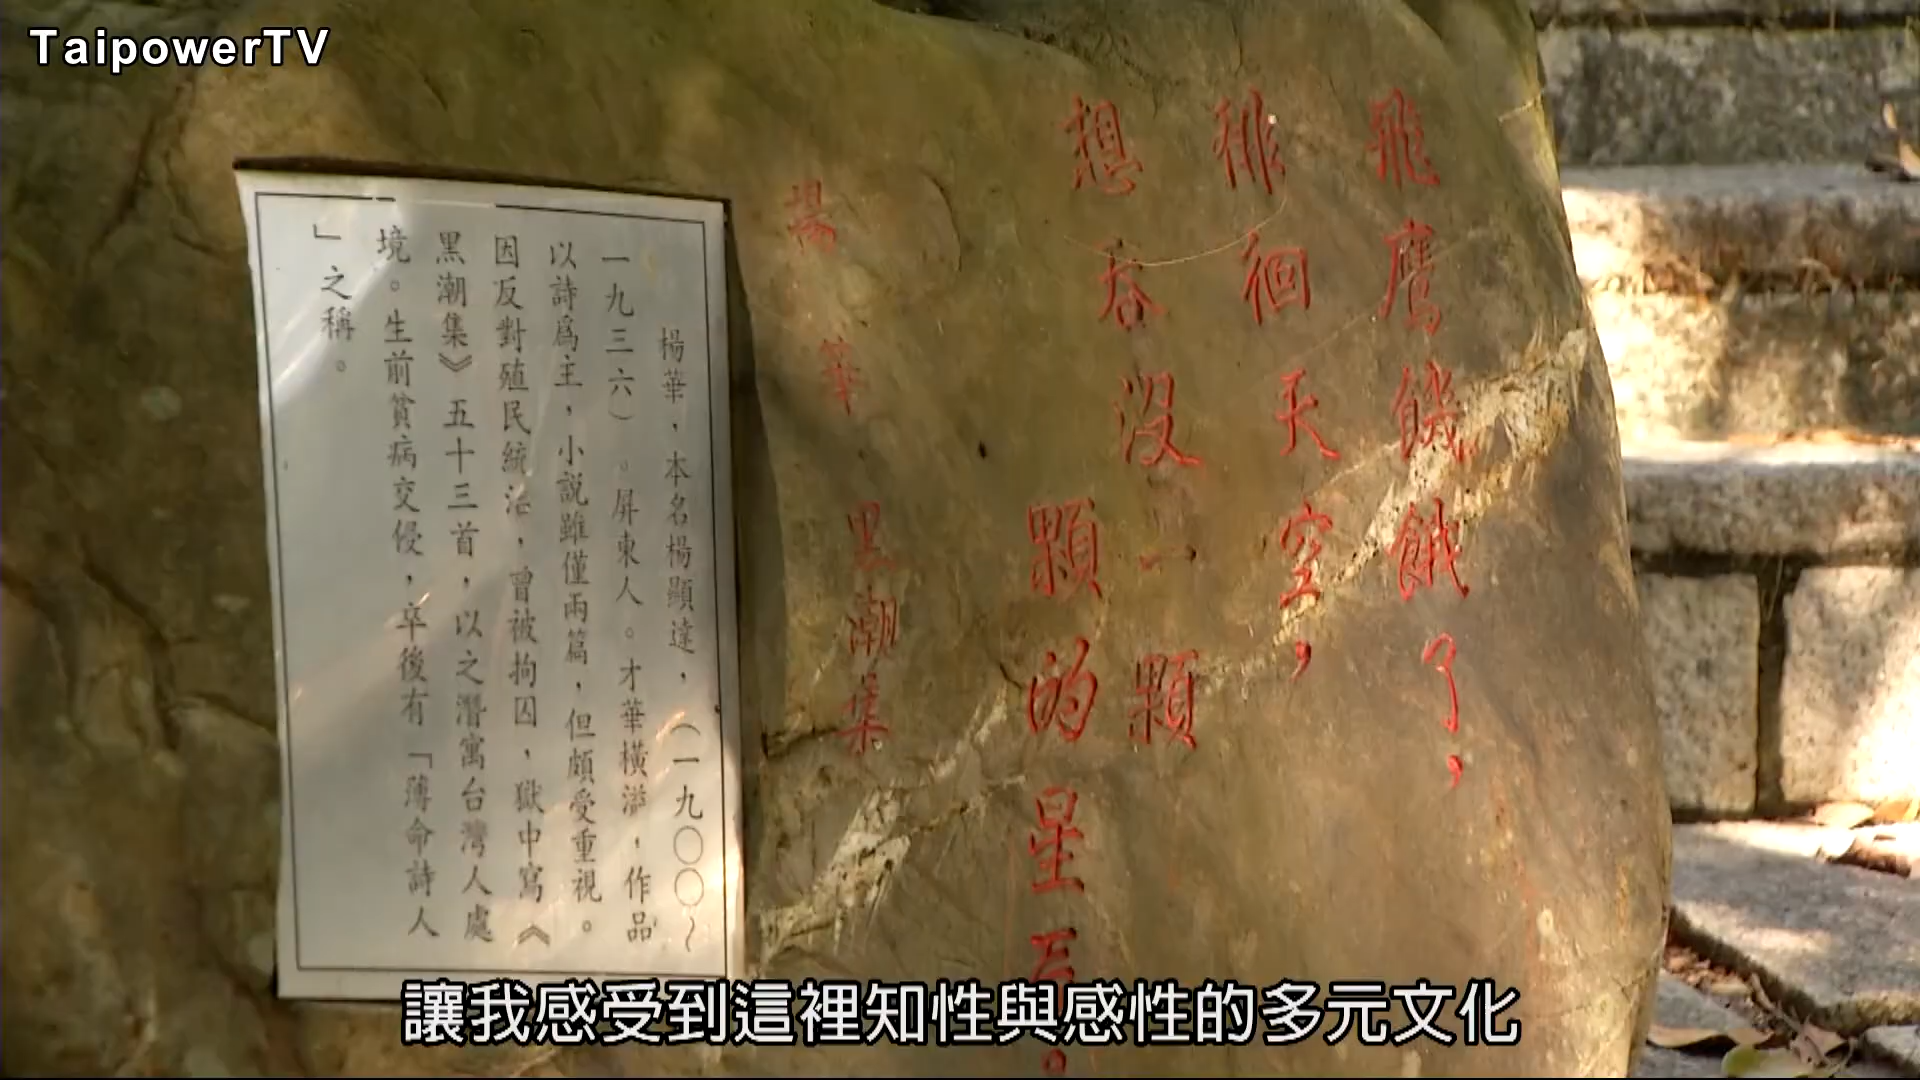 TaipowerTV
飛鷹饑餓了，
徘徊天空，
想吞沒一顆
顆的星辰。
楊華 黑潮集
楊華，本名楊顯達，（一九〇〇～
一九三六）。屏東人。才華橫溢，作品
以詩爲主，小說雖僅兩篇，但頗受重視。
因反對殖民統治，曾被拘囚，獄中寫《
黑潮集》五十三首，以之潛寓台灣人處
境。生前貧病交侵，卒後有「薄命詩人
」之稱。
讓我感受到這裡知性與感性的多元文化